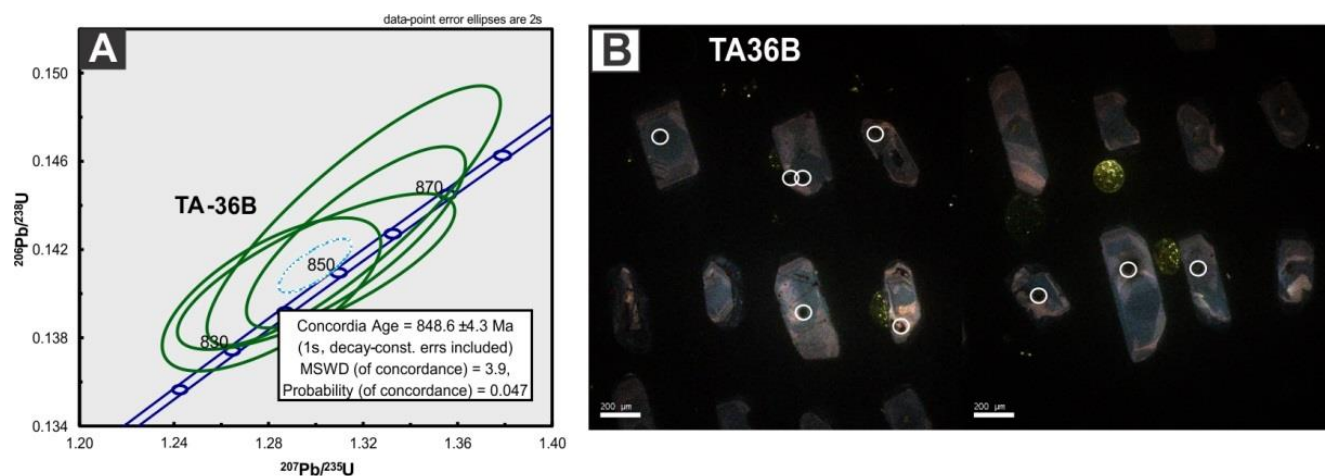 data-point error ellipses are 2s
A
0.150
0.146
0.142
0.138
0.134
206Pb/238U
TA-36B
870
850
830
Concordia Age = 848.6 ±4.3 Ma
(1s, decay-const. errs included)
MSWD (of concordance) = 3.9,
Probability (of concordance) = 0.047
1.20 1.24 1.28 1.32 1.36 1.40
207Pb/235U
B
TA36B
200 µm
200 µm